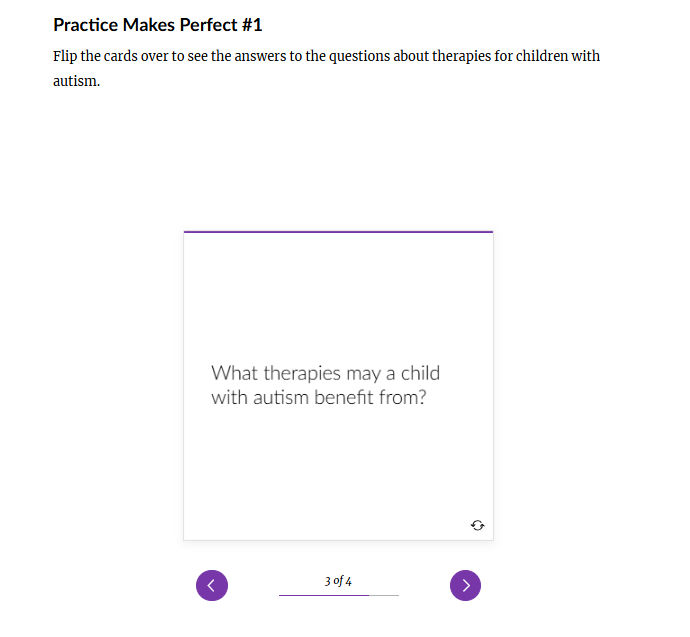 Practice Makes Perfect #1
Flip the cards over to see the answers to the questions about therapies for children with
autism.
What therapies may a child
with autism benefit from?
3 of 4